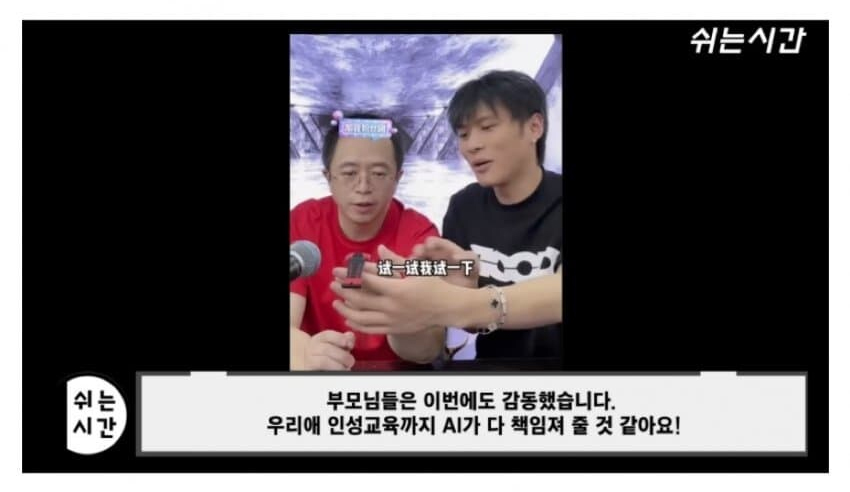 쉬는시간
试一试我试一下
쉬는
시간
부모님들은 이번에도 감동했습니다.
우리애 인성교육까지 AI가 다 책임져 줄 것 같아요!